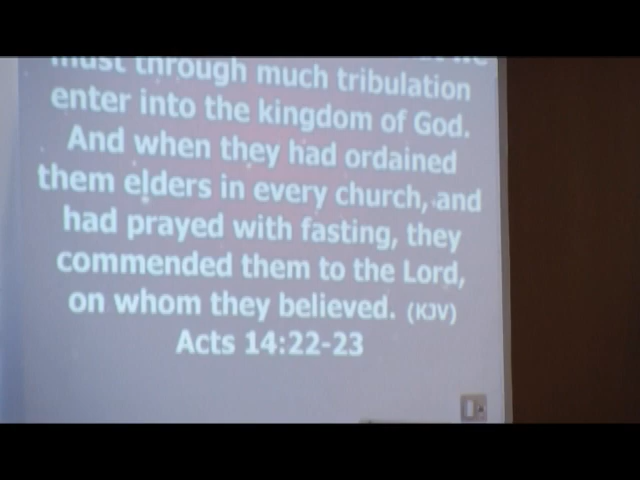 must through much tribulation
enter into the kingdom of God.
And when they had ordained
them elders in every church, and
had prayed with fasting, they
commended them to the Lord,
on whom they believed. (KJV)
Acts 14:22-23